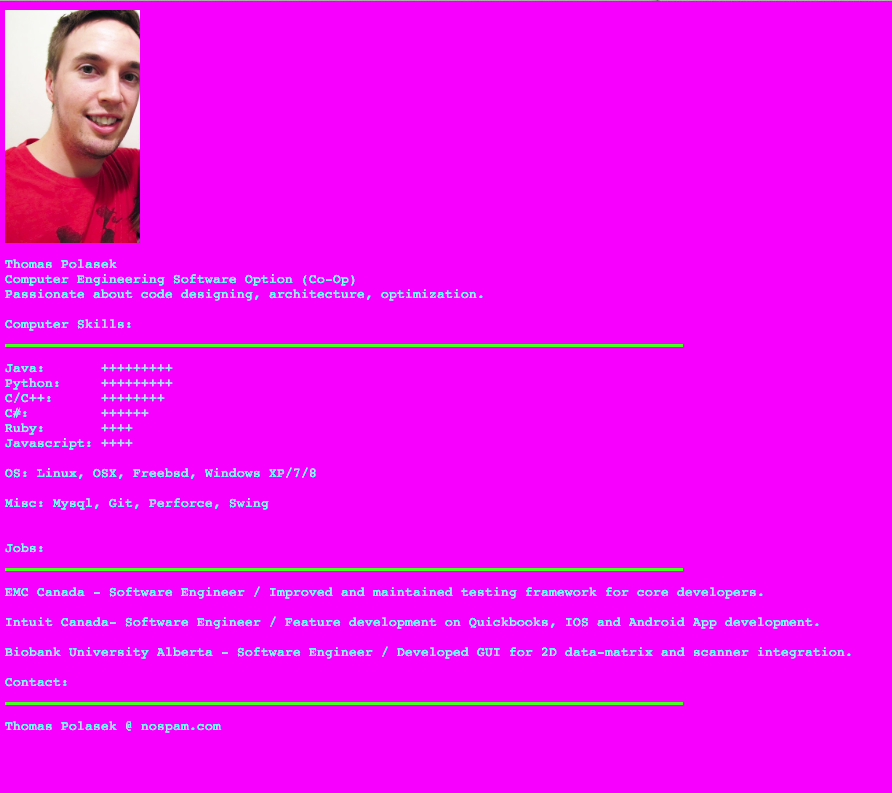 Thomas Polasek
Computer Engineering Software Option (Co-Op)
Passionate about code designing, architecture, optimization.
Computer Skills:
Java: +++++++++
Python: +++++++++
C/C++: ++++++++
C#: ++++++
Ruby: ++++
Javascript: ++++
OS: Linux, OSX, Freebsd, Windows XP/7/8
Misc: Mysql, Git, Perforce, Swing
Jobs:
EMC Canada - Software Engineer / Improved and maintained testing framework for core developers.
Intuit Canada- Software Engineer / Feature development on Quickbooks, IOS and Android App development.
Biobank University Alberta - Software Engineer / Developed GUI for 2D data-matrix and scanner integration.
Contact:
Thomas Polasek @ nospam.com